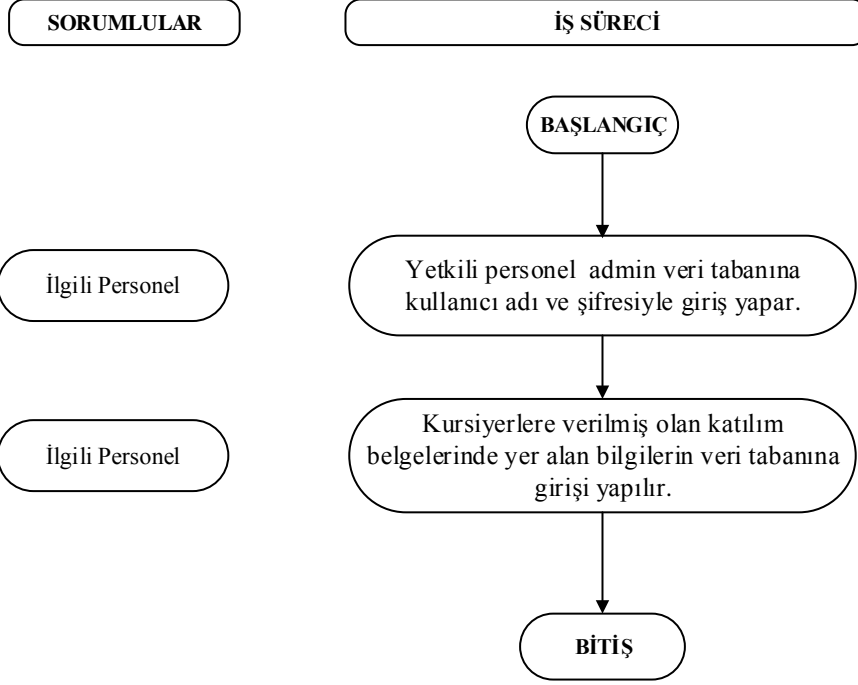 SORUMLULAR
İŞ SÜRECİ
BAŞLANGIÇ
İlgili Personel
Yetkili personel admin veri tabanına
kullanıcı adı ve şifresiyle giriş yapar.
İlgili Personel
Kursiyerlere verilmiş olan katılım
belgelerinde yer alan bilgilerin veri tabanına
girişi yapılır.
BİTİŞ